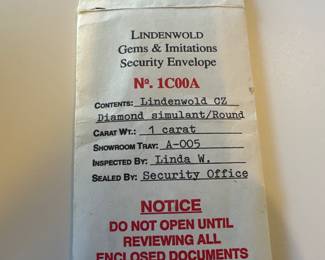 LINDENWOLD
Gems & Imitations
Security Envelope
Nº. 1C00A
CONTENTS: Lindenwold CZ
Diamond simulant/Round
CARAT WT.: 1 carat
SHOWROOM TRAY: A-005
INSPECTED BY: Linda W.
SEALED BY: Security Office
NOTICE
DO NOT OPEN UNTIL
REVIEWING ALL
ENCLOSED DOCUMENTS